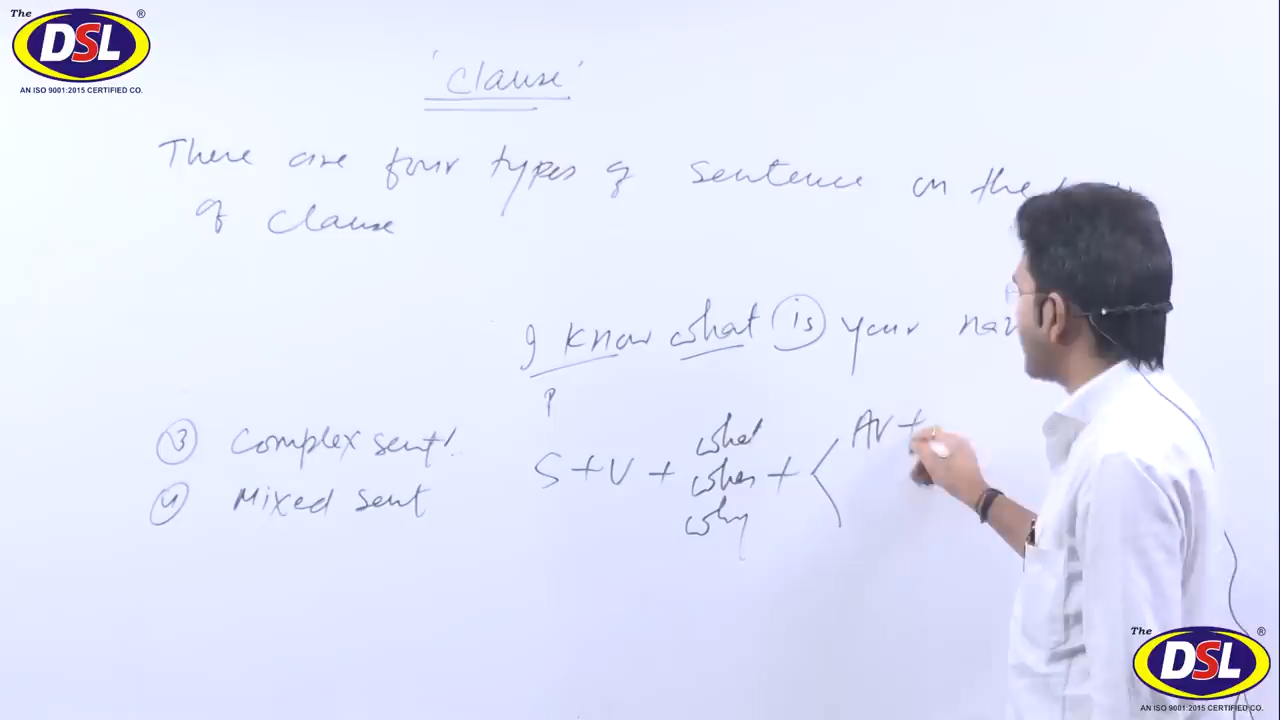 The DSL ®
AN ISO 9001:2015 CERTIFIED CO.
'Clause'
There are four types of sentence on the
of clause
I know what is your
③ Complex sent!
④ Mixed sent
S + V + what when why + AV +
The DSL ®
AN ISO 9001:2015 CERTIFIED CO.